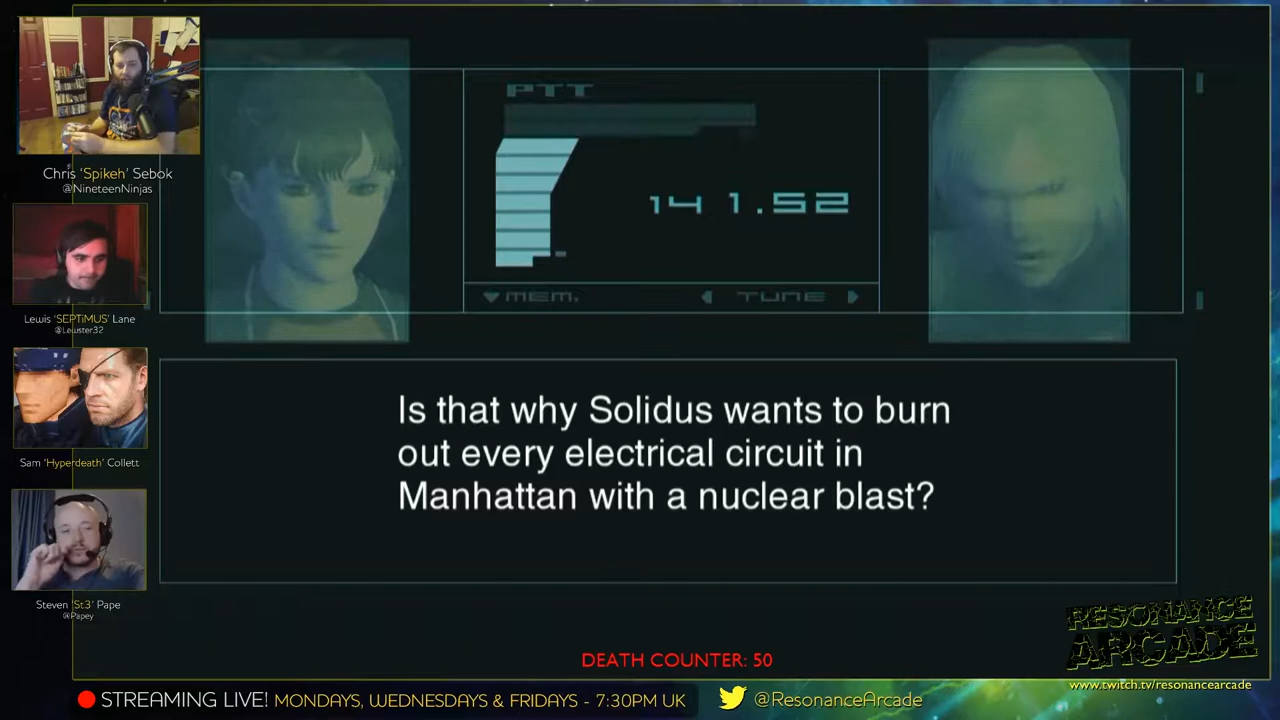 PTT
141.52
MEM.
TUNE
Is that why Solidus wants to burn
out every electrical circuit in
Manhattan with a nuclear blast?
Chris 'Spikeh' Sebok
@NineteenNinjas
Lewis 'SEPTiMUS' Lane
@Lewster32
Sam 'Hyperdeath' Collett
Steven 'St3' Pape
@Papey
DEATH COUNTER: 50
RESONANCE
ARCADE
www.twitch.tv/resonancearcade
STREAMING LIVE! MONDAYS, WEDNESDAYS & FRIDAYS - 7:30PM UK
@ResonanceArcade